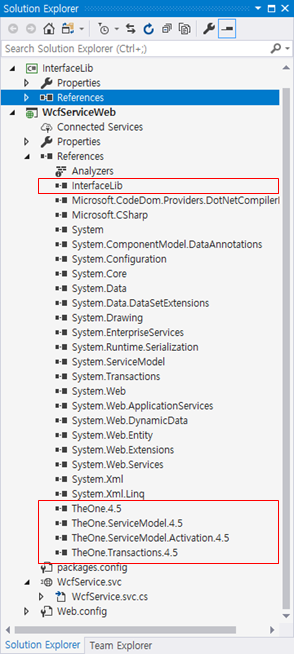 Solution Explorer
Search Solution Explorer (Ctrl+;)
InterfaceLib
Properties
References
WcfServiceWeb
Connected Services
Properties
References
Analyzers
InterfaceLib
Microsoft.CodeDom.Providers.DotNetCompilerI
Microsoft.CSharp
System
System.ComponentModel.DataAnnotations
System.Configuration
System.Core
System.Data
System.Data.DataSetExtensions
System.Drawing
System.EnterpriseServices
System.Runtime.Serialization
System.ServiceModel
System.Transactions
System.Web
System.Web.ApplicationServices
System.Web.DynamicData
System.Web.Entity
System.Web.Extensions
System.Web.Services
System.Xml
System.Xml.Linq
TheOne.4.5
TheOne.ServiceModel.4.5
TheOne.ServiceModel.Activation.4.5
TheOne.Transactions.4.5
packages.config
WcfService.svc
WcfService.svc.cs
Web.config
Solution Explorer Team Explorer